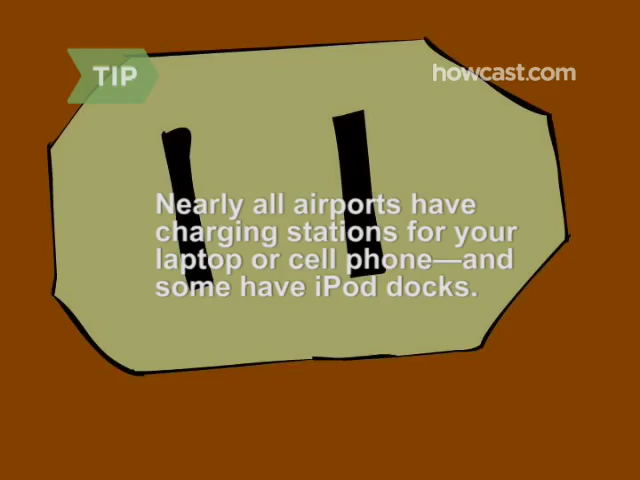 TIP
howcast.com
Nearly all airports have
charging stations for your
laptop or cell phone—and
some have iPod docks.